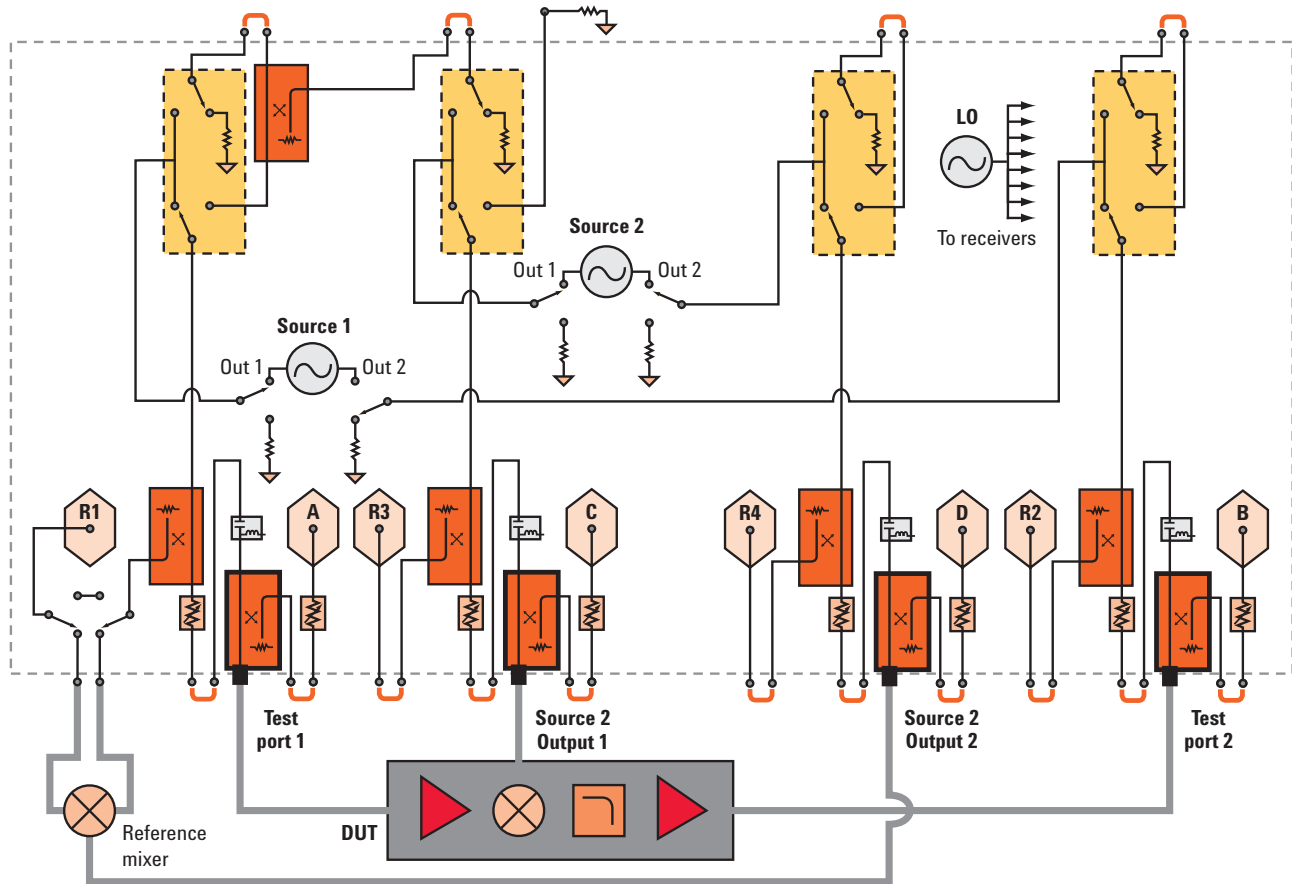 LO
To receivers
Source 2
Out 1
Out 2
Source 1
Out 1
Out 2
R1
A
R3
C
R4
D
R2
B
Test
port 1
Source 2
Output 1
Source 2
Output 2
Test
port 2
DUT
Reference
mixer